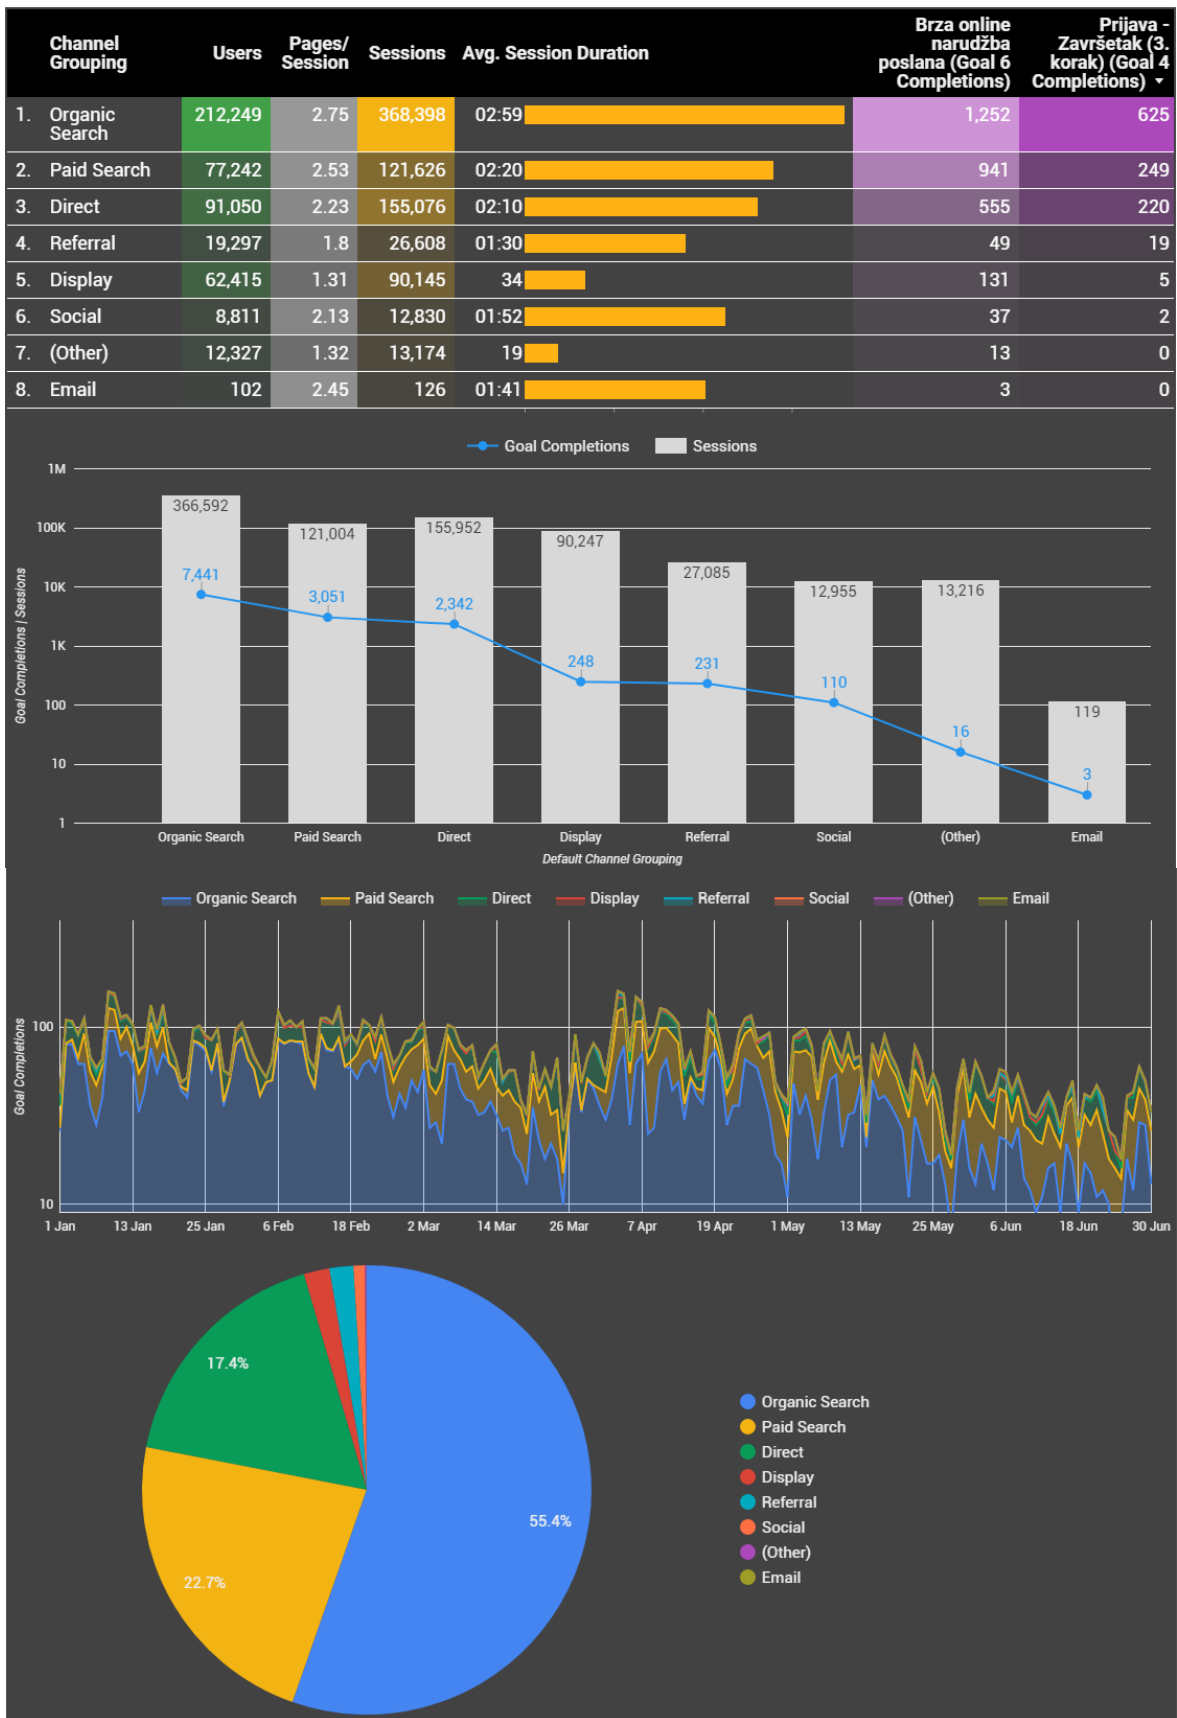 Channel Grouping Users Pages/ Session Sessions Avg. Session Duration Brza online narudžba poslana (Goal 6 Completions) Prijava - Završetak (3. korak) (Goal 4 Completions)
1. Organic Search 212,249 2.75 368,398 02:59 1,252 625
2. Paid Search 77,242 2.53 121,626 02:20 941 249
3. Direct 91,050 2.23 155,076 02:10 555 220
4. Referral 19,297 1.8 26,608 01:30 49 19
5. Display 62,415 1.31 90,145 34 131 5
6. Social 8,811 2.13 12,830 01:52 37 2
7. (Other) 12,327 1.32 13,174 19 13 0
8. Email 102 2.45 126 01:41 3 0
Goal Completions Sessions
1M
100K
10K
1K
100
10
1
Goal Completions | Sessions
366,592 121,004 155,952 90,247 27,085 12,955 13,216 119
7,441 3,051 2,342 248 231 110 16 3
Organic Search Paid Search Direct Display Referral Social (Other) Email
Default Channel Grouping
Organic Search Paid Search Direct Display Referral Social (Other) Email
Goal Completions
100
10
1 Jan 13 Jan 25 Jan 6 Feb 18 Feb 2 Mar 14 Mar 26 Mar 7 Apr 19 Apr 1 May 13 May 25 May 6 Jun 18 Jun 30 Jun
17.4%
55.4%
22.7%
Organic Search
Paid Search
Direct
Display
Referral
Social
(Other)
Email